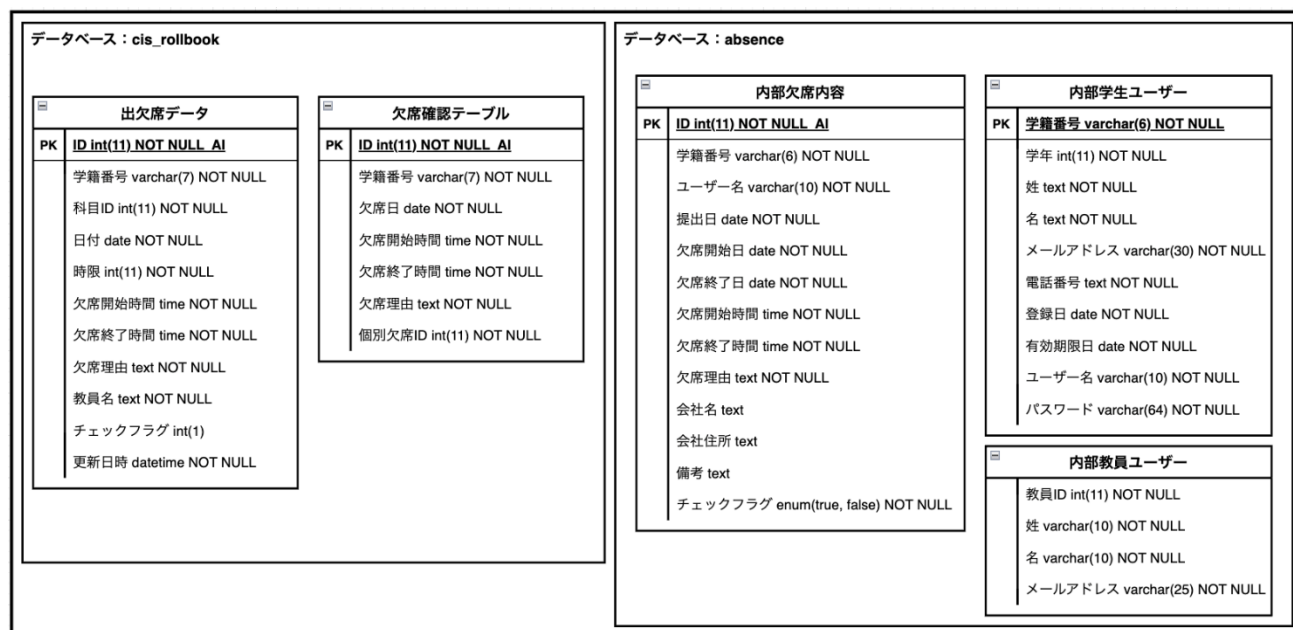 データベース：cis_rollbook
出欠席データ
PK ID int(11) NOT NULL AI
学籍番号 varchar(7) NOT NULL
科目ID int(11) NOT NULL
日付 date NOT NULL
時限 int(11) NOT NULL
欠席開始時間 time NOT NULL
欠席終了時間 time NOT NULL
欠席理由 text NOT NULL
教員名 text NOT NULL
チェックフラグ int(1)
更新日時 datetime NOT NULL
欠席確認テーブル
PK ID int(11) NOT NULL AI
学籍番号 varchar(7) NOT NULL
欠席日 date NOT NULL
欠席開始時間 time NOT NULL
欠席終了時間 time NOT NULL
欠席理由 text NOT NULL
個別欠席ID int(11) NOT NULL
データベース：absence
内部欠席内容
PK ID int(11) NOT NULL AI
学籍番号 varchar(6) NOT NULL
ユーザー名 varchar(10) NOT NULL
提出日 date NOT NULL
欠席開始日 date NOT NULL
欠席終了日 date NOT NULL
欠席開始時間 time NOT NULL
欠席終了時間 time NOT NULL
欠席理由 text NOT NULL
会社名 text
会社住所 text
備考 text
チェックフラグ enum(true, false) NOT NULL
内部学生ユーザー
PK 学籍番号 varchar(6) NOT NULL
学年 int(11) NOT NULL
姓 text NOT NULL
名 text NOT NULL
メールアドレス varchar(30) NOT NULL
電話番号 text NOT NULL
登録日 date NOT NULL
有効期限日 date NOT NULL
ユーザー名 varchar(10) NOT NULL
パスワード varchar(64) NOT NULL
内部教員ユーザー
教員ID int(11) NOT NULL
姓 varchar(10) NOT NULL
名 varchar(10) NOT NULL
メールアドレス varchar(25) NOT NULL